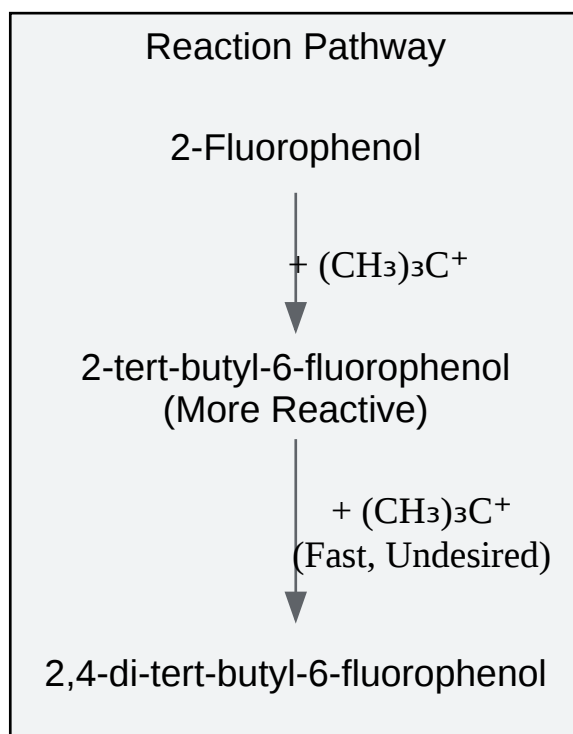 Reaction Pathway
2-Fluorophenol
+ (CH₃)₃C⁺
2-tert-butyl-6-fluorophenol
(More Reactive)
+ (CH₃)₃C⁺
(Fast, Undesired)
2,4-di-tert-butyl-6-fluorophenol